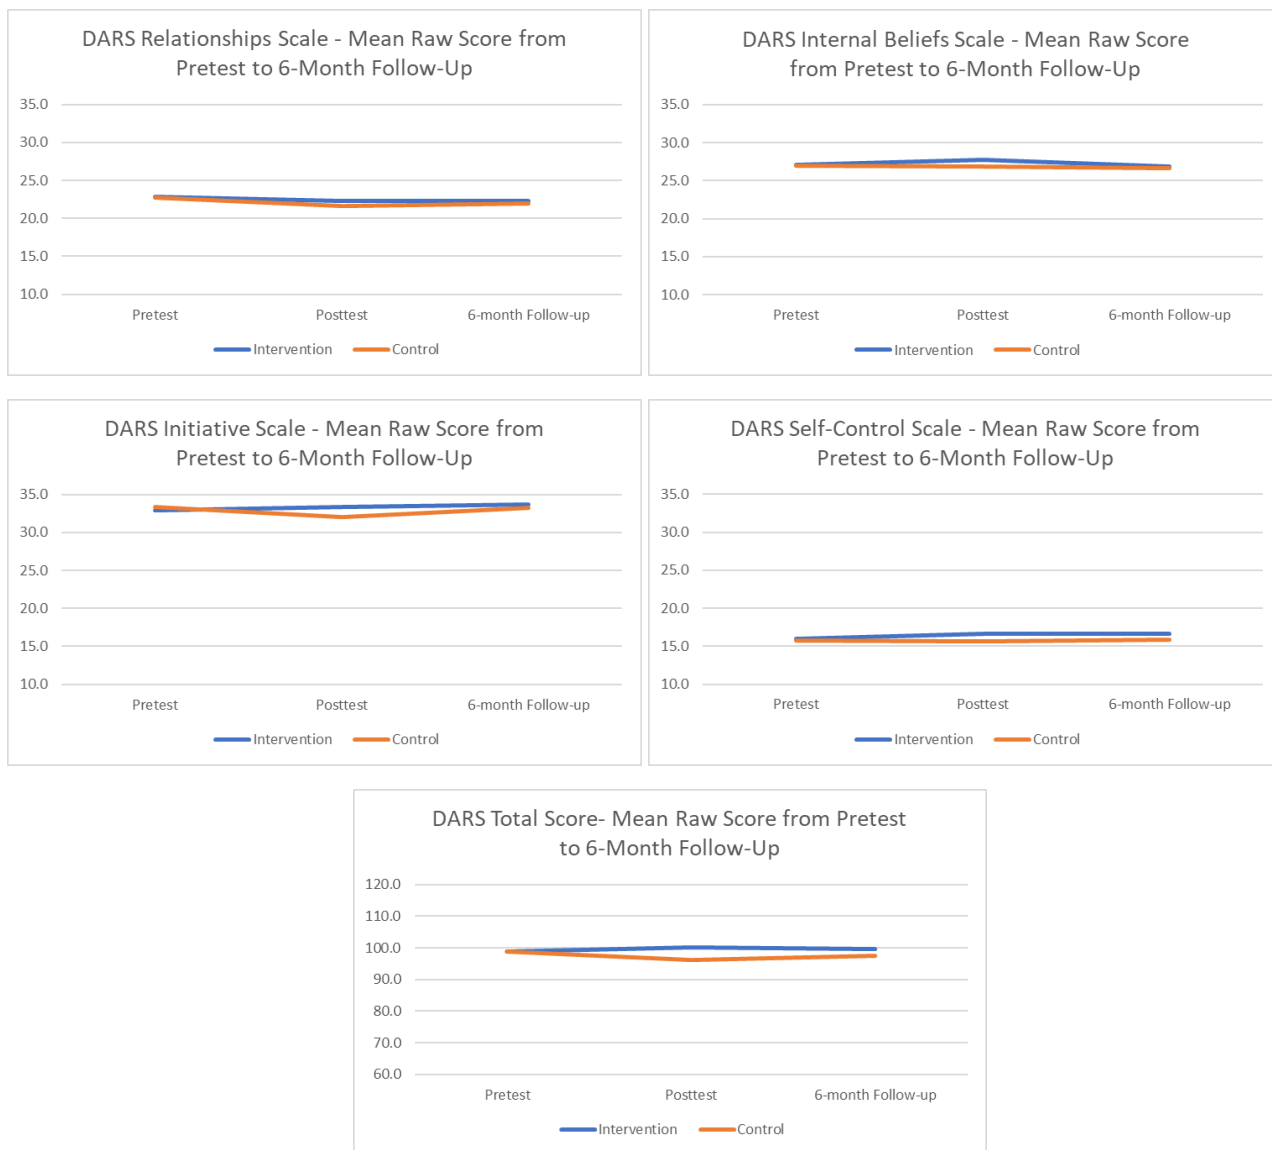 DARS Relationships Scale - Mean Raw Score from
Pretest to 6-Month Follow-Up
35.0
30.0
25.0
20.0
15.0
10.0
Pretest
Posttest
6-month Follow-up
Intervention
Control
DARS Internal Beliefs Scale - Mean Raw Score
from Pretest to 6-Month Follow-Up
35.0
30.0
25.0
20.0
15.0
10.0
Pretest
Posttest
6-month Follow-up
Intervention
Control
DARS Initiative Scale - Mean Raw Score from
Pretest to 6-Month Follow-Up
35.0
30.0
25.0
20.0
15.0
10.0
Pretest
Posttest
6-month Follow-up
Intervention
Control
DARS Self-Control Scale - Mean Raw Score from
Pretest to 6-Month Follow-Up
35.0
30.0
25.0
20.0
15.0
10.0
Pretest
Posttest
6-month Follow-up
Intervention
Control
DARS Total Score- Mean Raw Score from Pretest
to 6-Month Follow-Up
120.0
110.0
100.0
90.0
80.0
70.0
60.0
Pretest
Posttest
6-month Follow-up
Intervention
Control